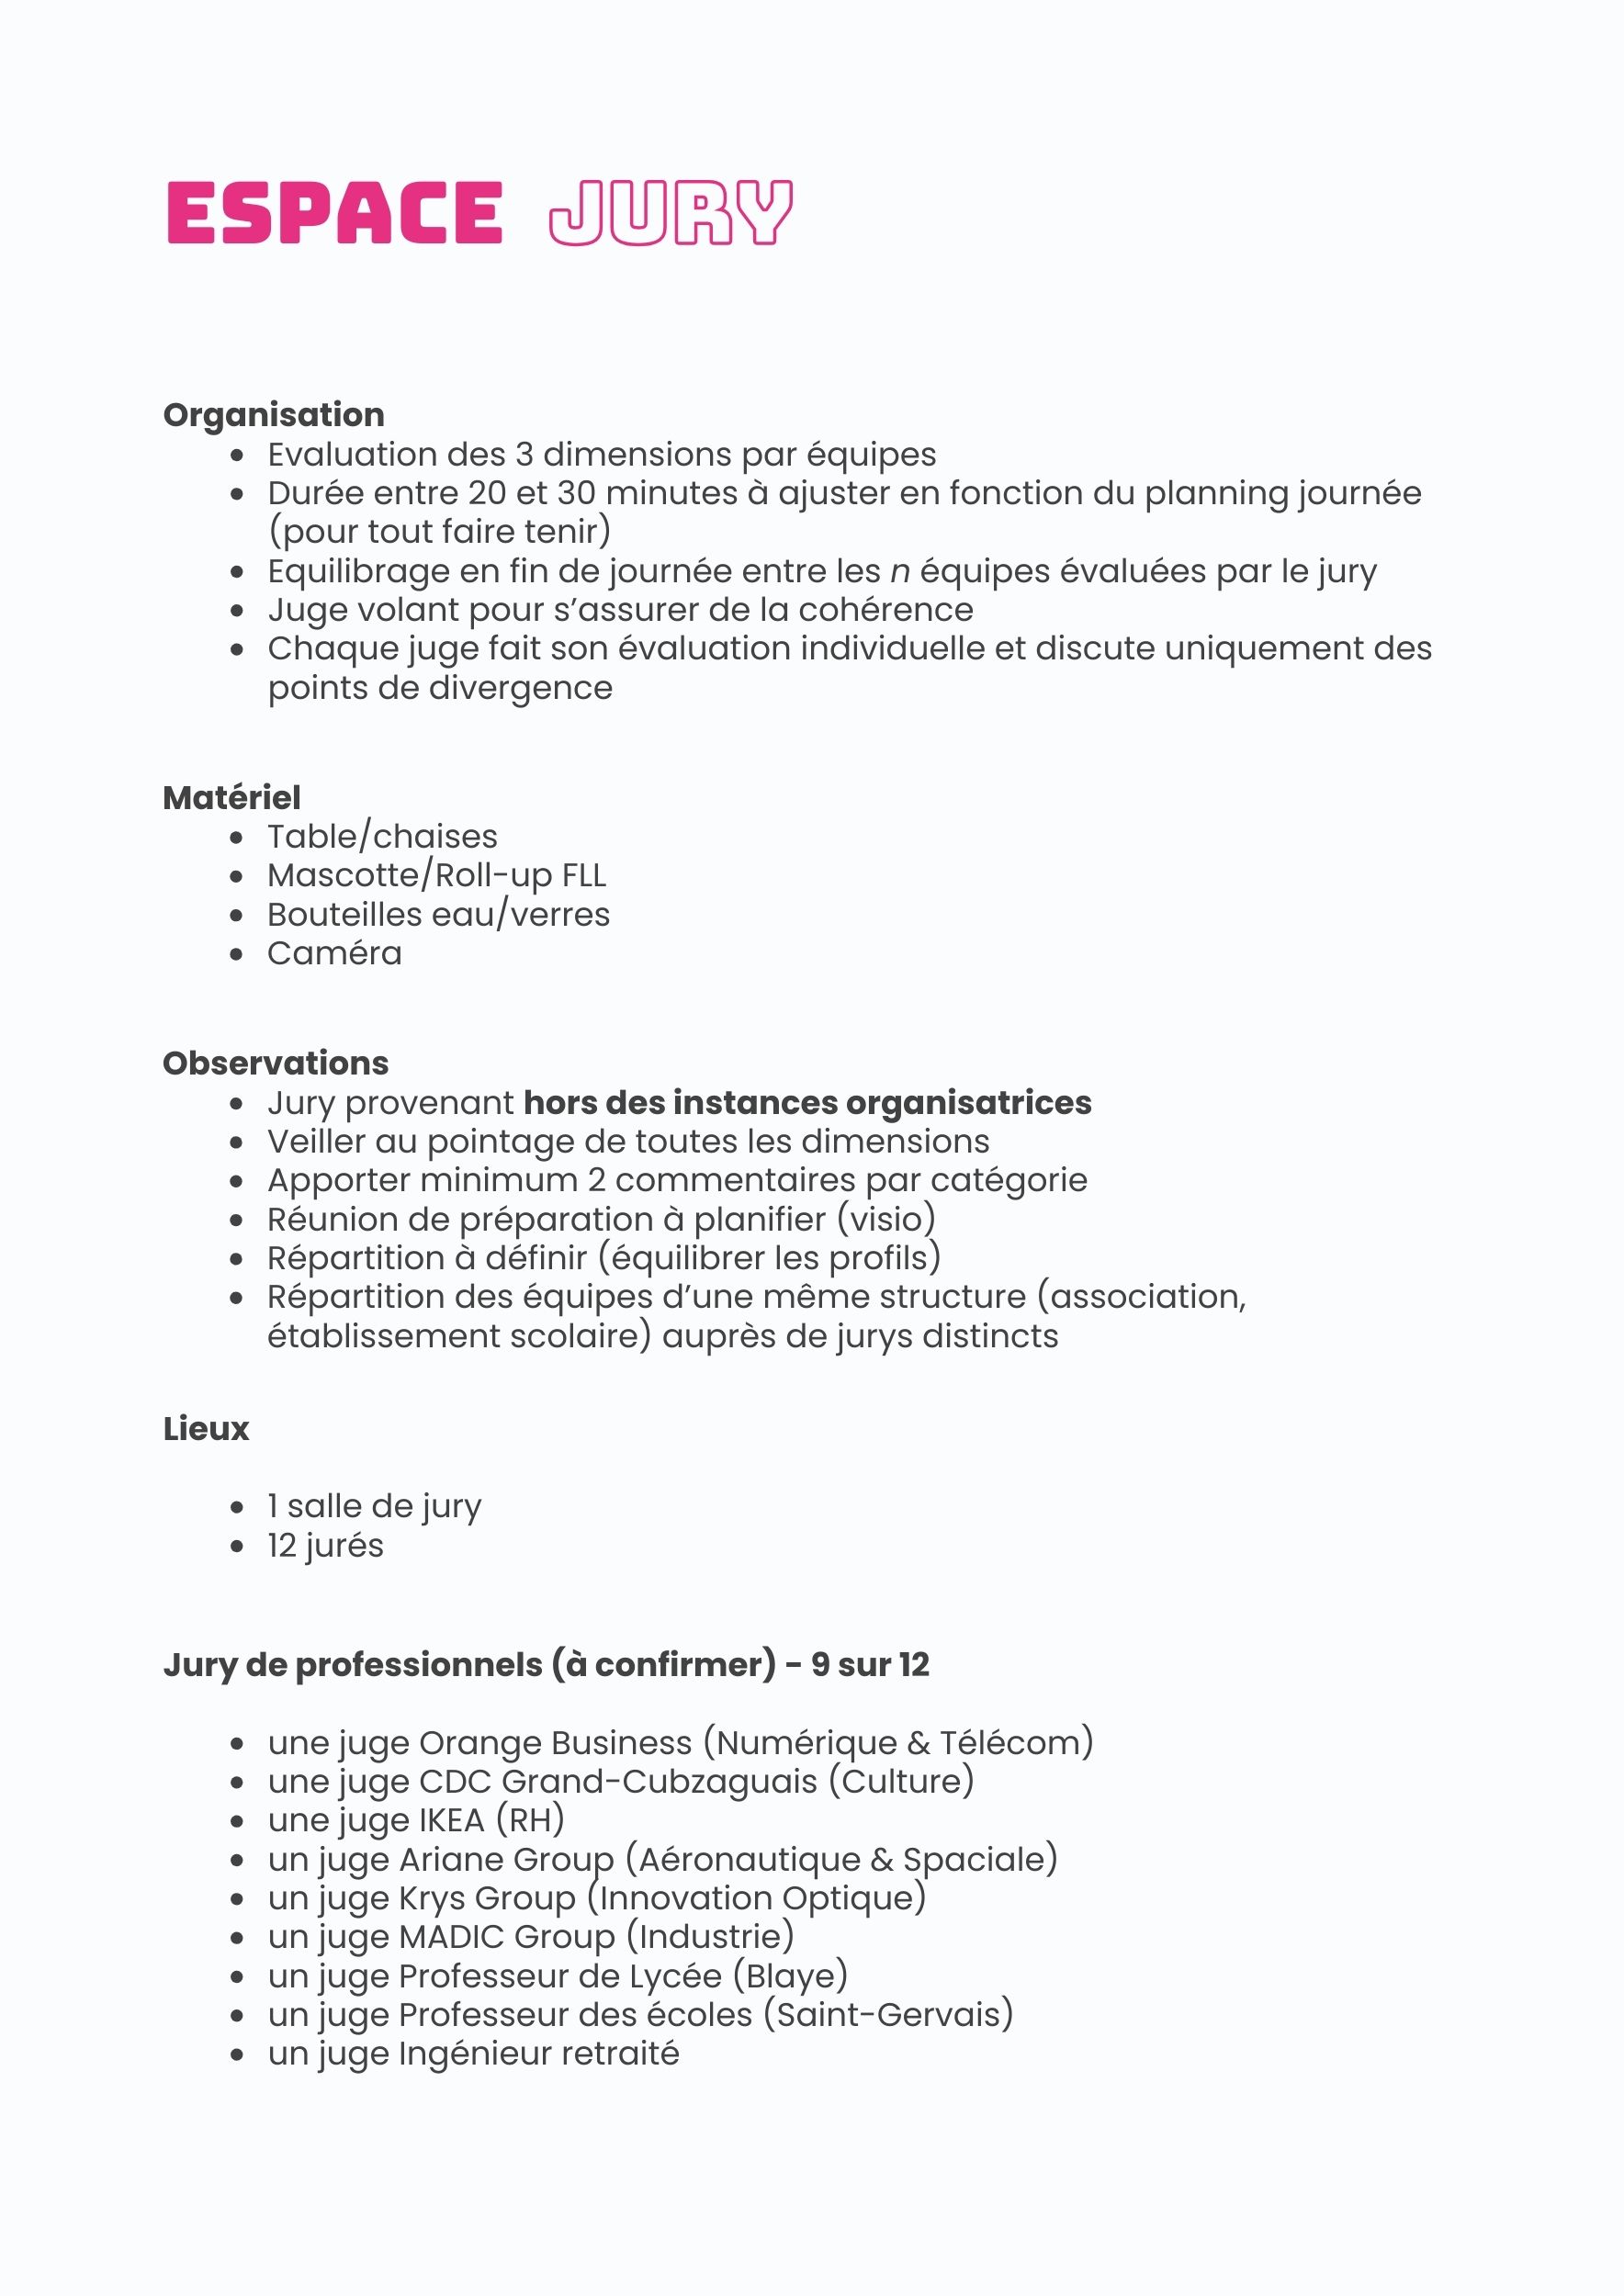 ESPACE JURY
Organisation
• Evaluation des 3 dimensions par équipes
• Durée entre 20 et 30 minutes à ajuster en fonction du planning journée
(pour tout faire tenir)
• Equilibrage en fin de journée entre les n équipes évaluées par le jury
• Juge volant pour s’assurer de la cohérence
• Chaque juge fait son évaluation individuelle et discute uniquement des
points de divergence
Matériel
• Table/chaises
• Mascotte/Roll-up FLL
• Bouteilles eau/verres
• Caméra
Observations
• Jury provenant hors des instances organisatrices
• Veiller au pointage de toutes les dimensions
• Apporter minimum 2 commentaires par catégorie
• Réunion de préparation à planifier (visio)
• Répartition à définir (équilibrer les profils)
• Répartition des équipes d’une même structure (association,
établissement scolaire) auprès de jurys distincts
Lieux
• 1 salle de jury
• 12 jurés
Jury de professionnels (à confirmer) - 9 sur 12
• une juge Orange Business (Numérique & Télécom)
• une juge CDC Grand-Cubzaguais (Culture)
• une juge IKEA (RH)
• un juge Ariane Group (Aéronautique & Spaciale)
• un juge Krys Group (Innovation Optique)
• un juge MADIC Group (Industrie)
• un juge Professeur de Lycée (Blaye)
• un juge Professeur des écoles (Saint-Gervais)
• un juge Ingénieur retraité